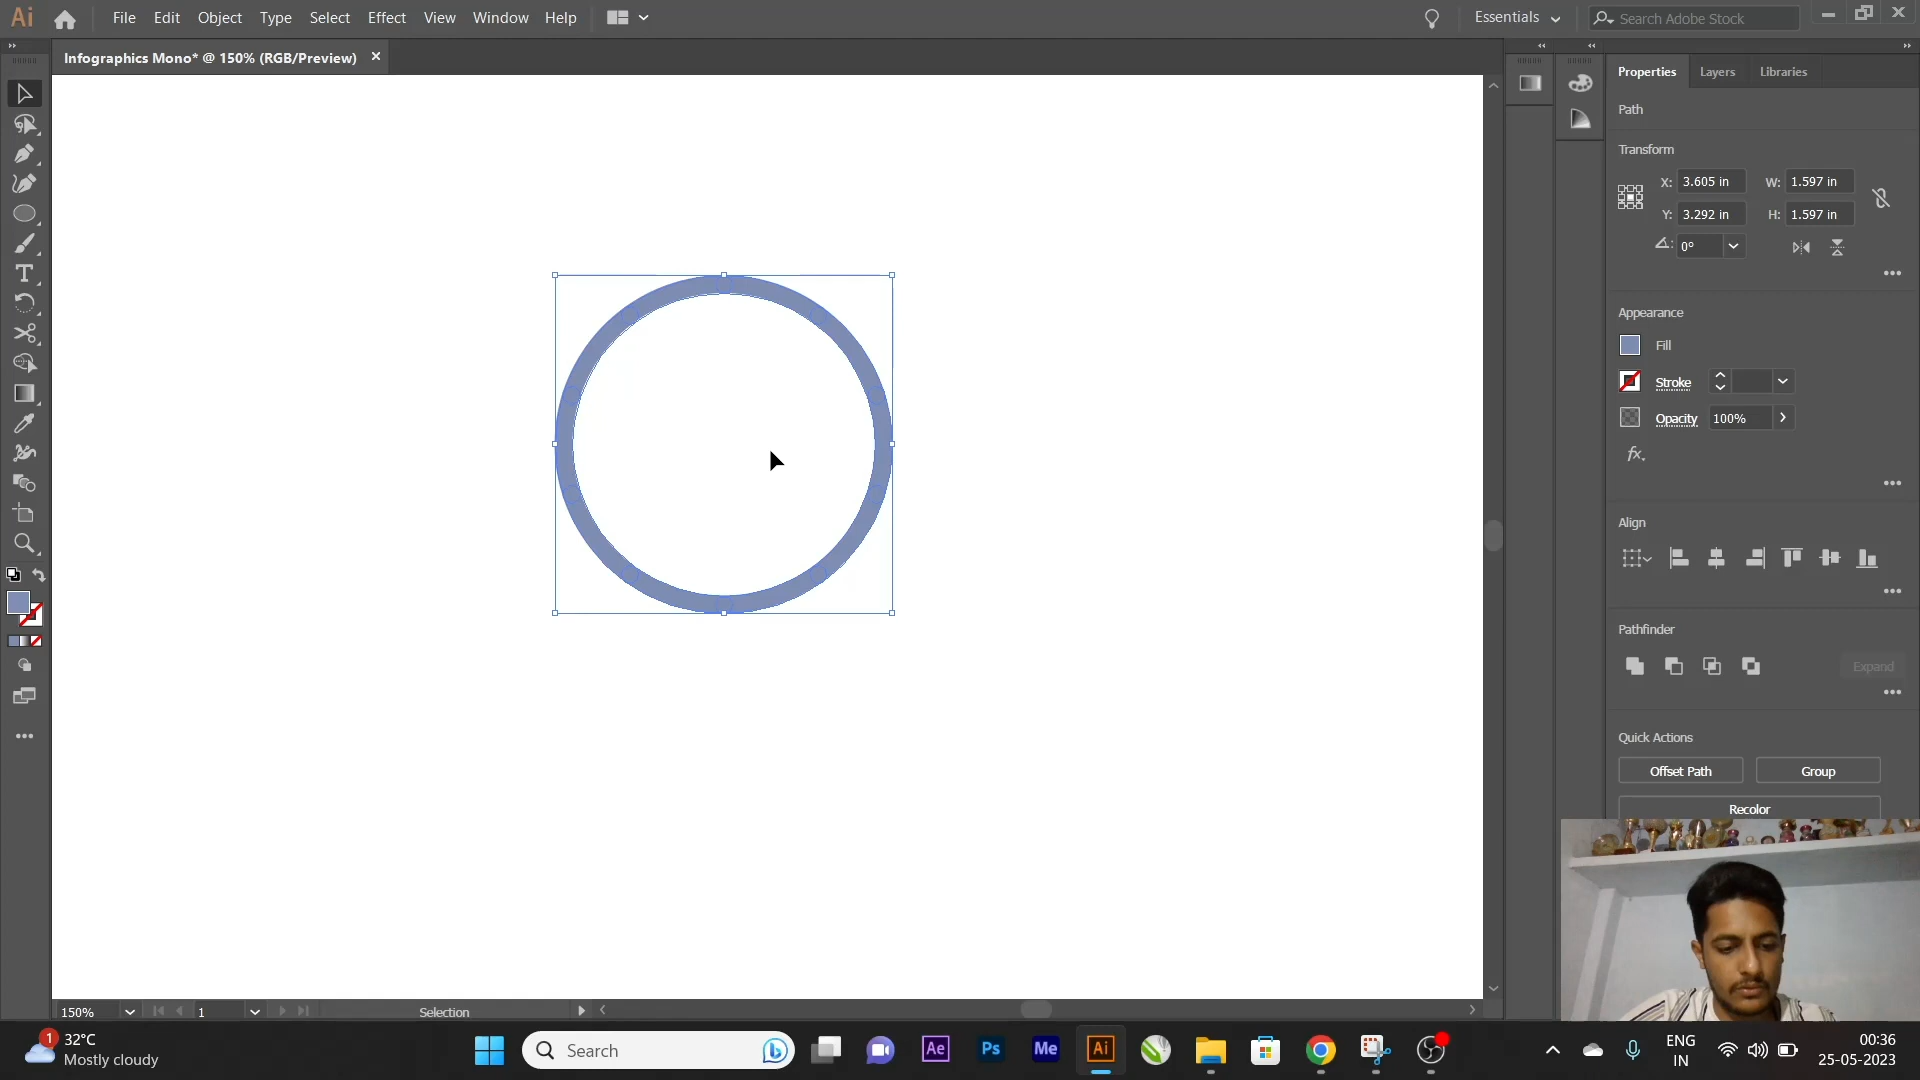 Ai File Edit Object Type Select Effect View Window Help Essentials Search Adobe Stock
Infographics Mono* @ 150% (RGB/Preview)
Properties Layers Libraries
Path
Transform
X: 3.605 in W: 1.597 in
Y: 3.292 in H: 1.597 in
0°
Appearance
Fill
Stroke
Opacity 100%
fx.
Align
Pathfinder
Expand
Quick Actions
Offset Path Group
Recolor
150% 1 Selection
1
32°C
Mostly cloudy
Search
Ae Ps Me Ai
ENG
IN
00:36
25-05-2023